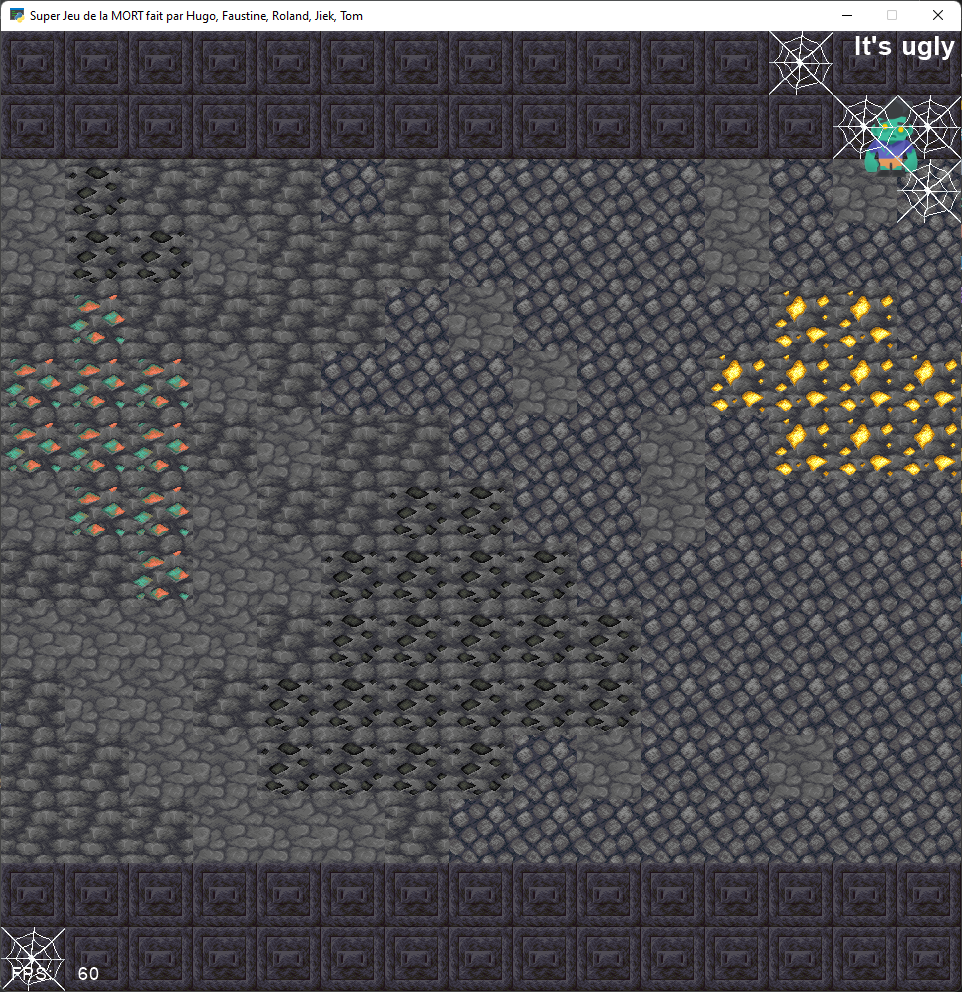 Super Jeu de la MORT fait par Hugo, Faustine, Roland, Jiek, Tom
It's ugly
FPS: 60